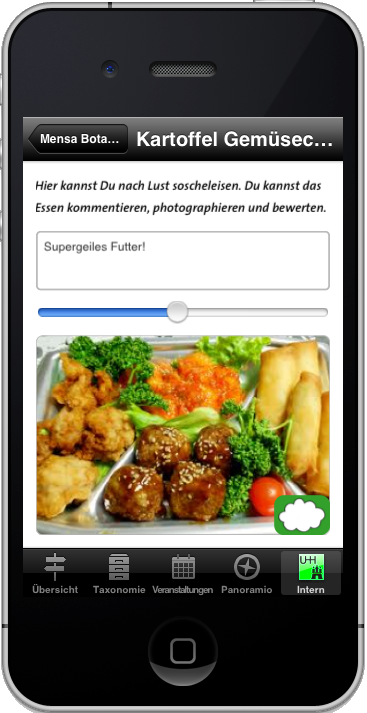 Mensa Bota...
Kartoffel Gemüsec...
Hier kannst Du nach Lust soscheleisen. Du kannst das
Essen kommentieren, photographieren und bewerten.
Supergeiles Futter!
Übersicht
Taxonomie
Veranstaltungen
Panoramio
UHH
Intern